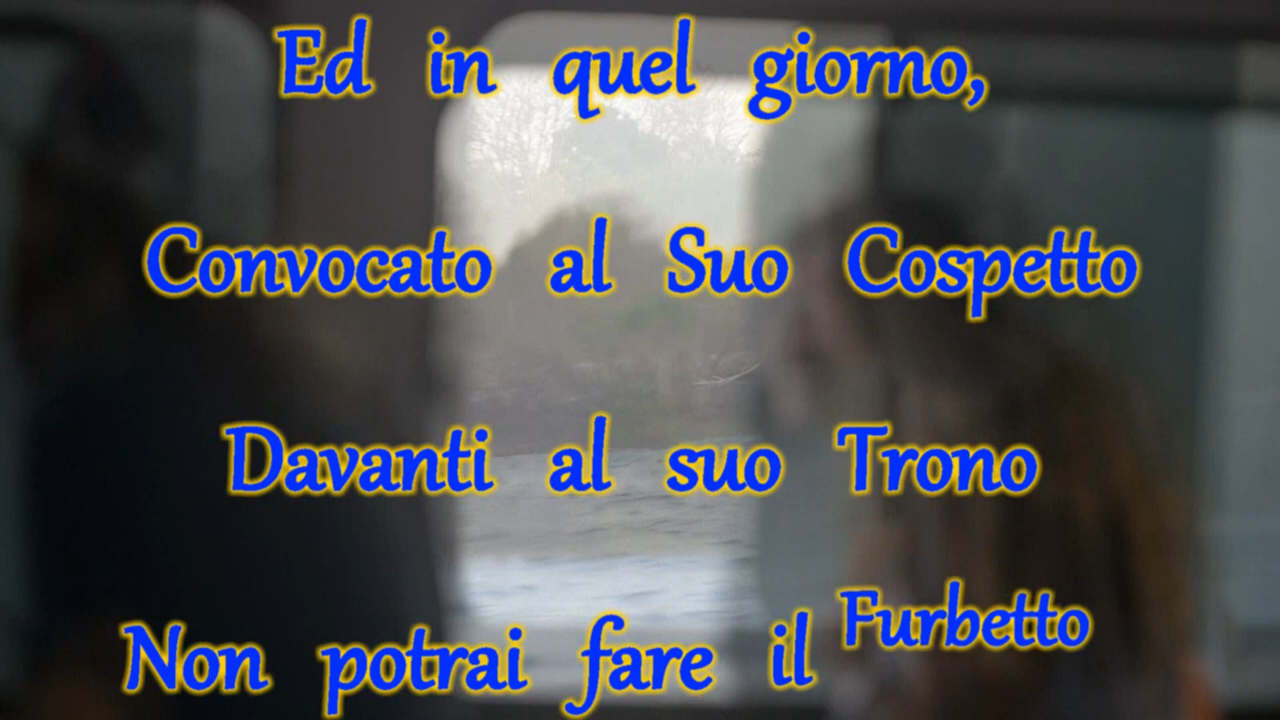 Ed in quel giorno,
Convocato al Suo Cospetto
Davanti al suo Trono
Non potrai fare il Furbetto